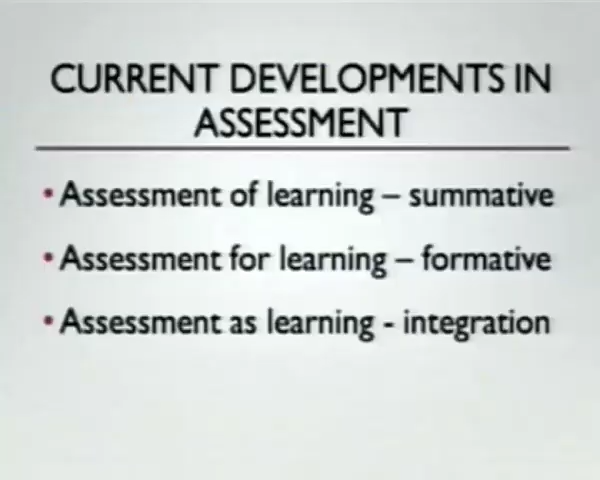 CURRENT DEVELOPMENTS IN
ASSESSMENT
• Assessment of learning – summative
• Assessment for learning – formative
• Assessment as learning - integration